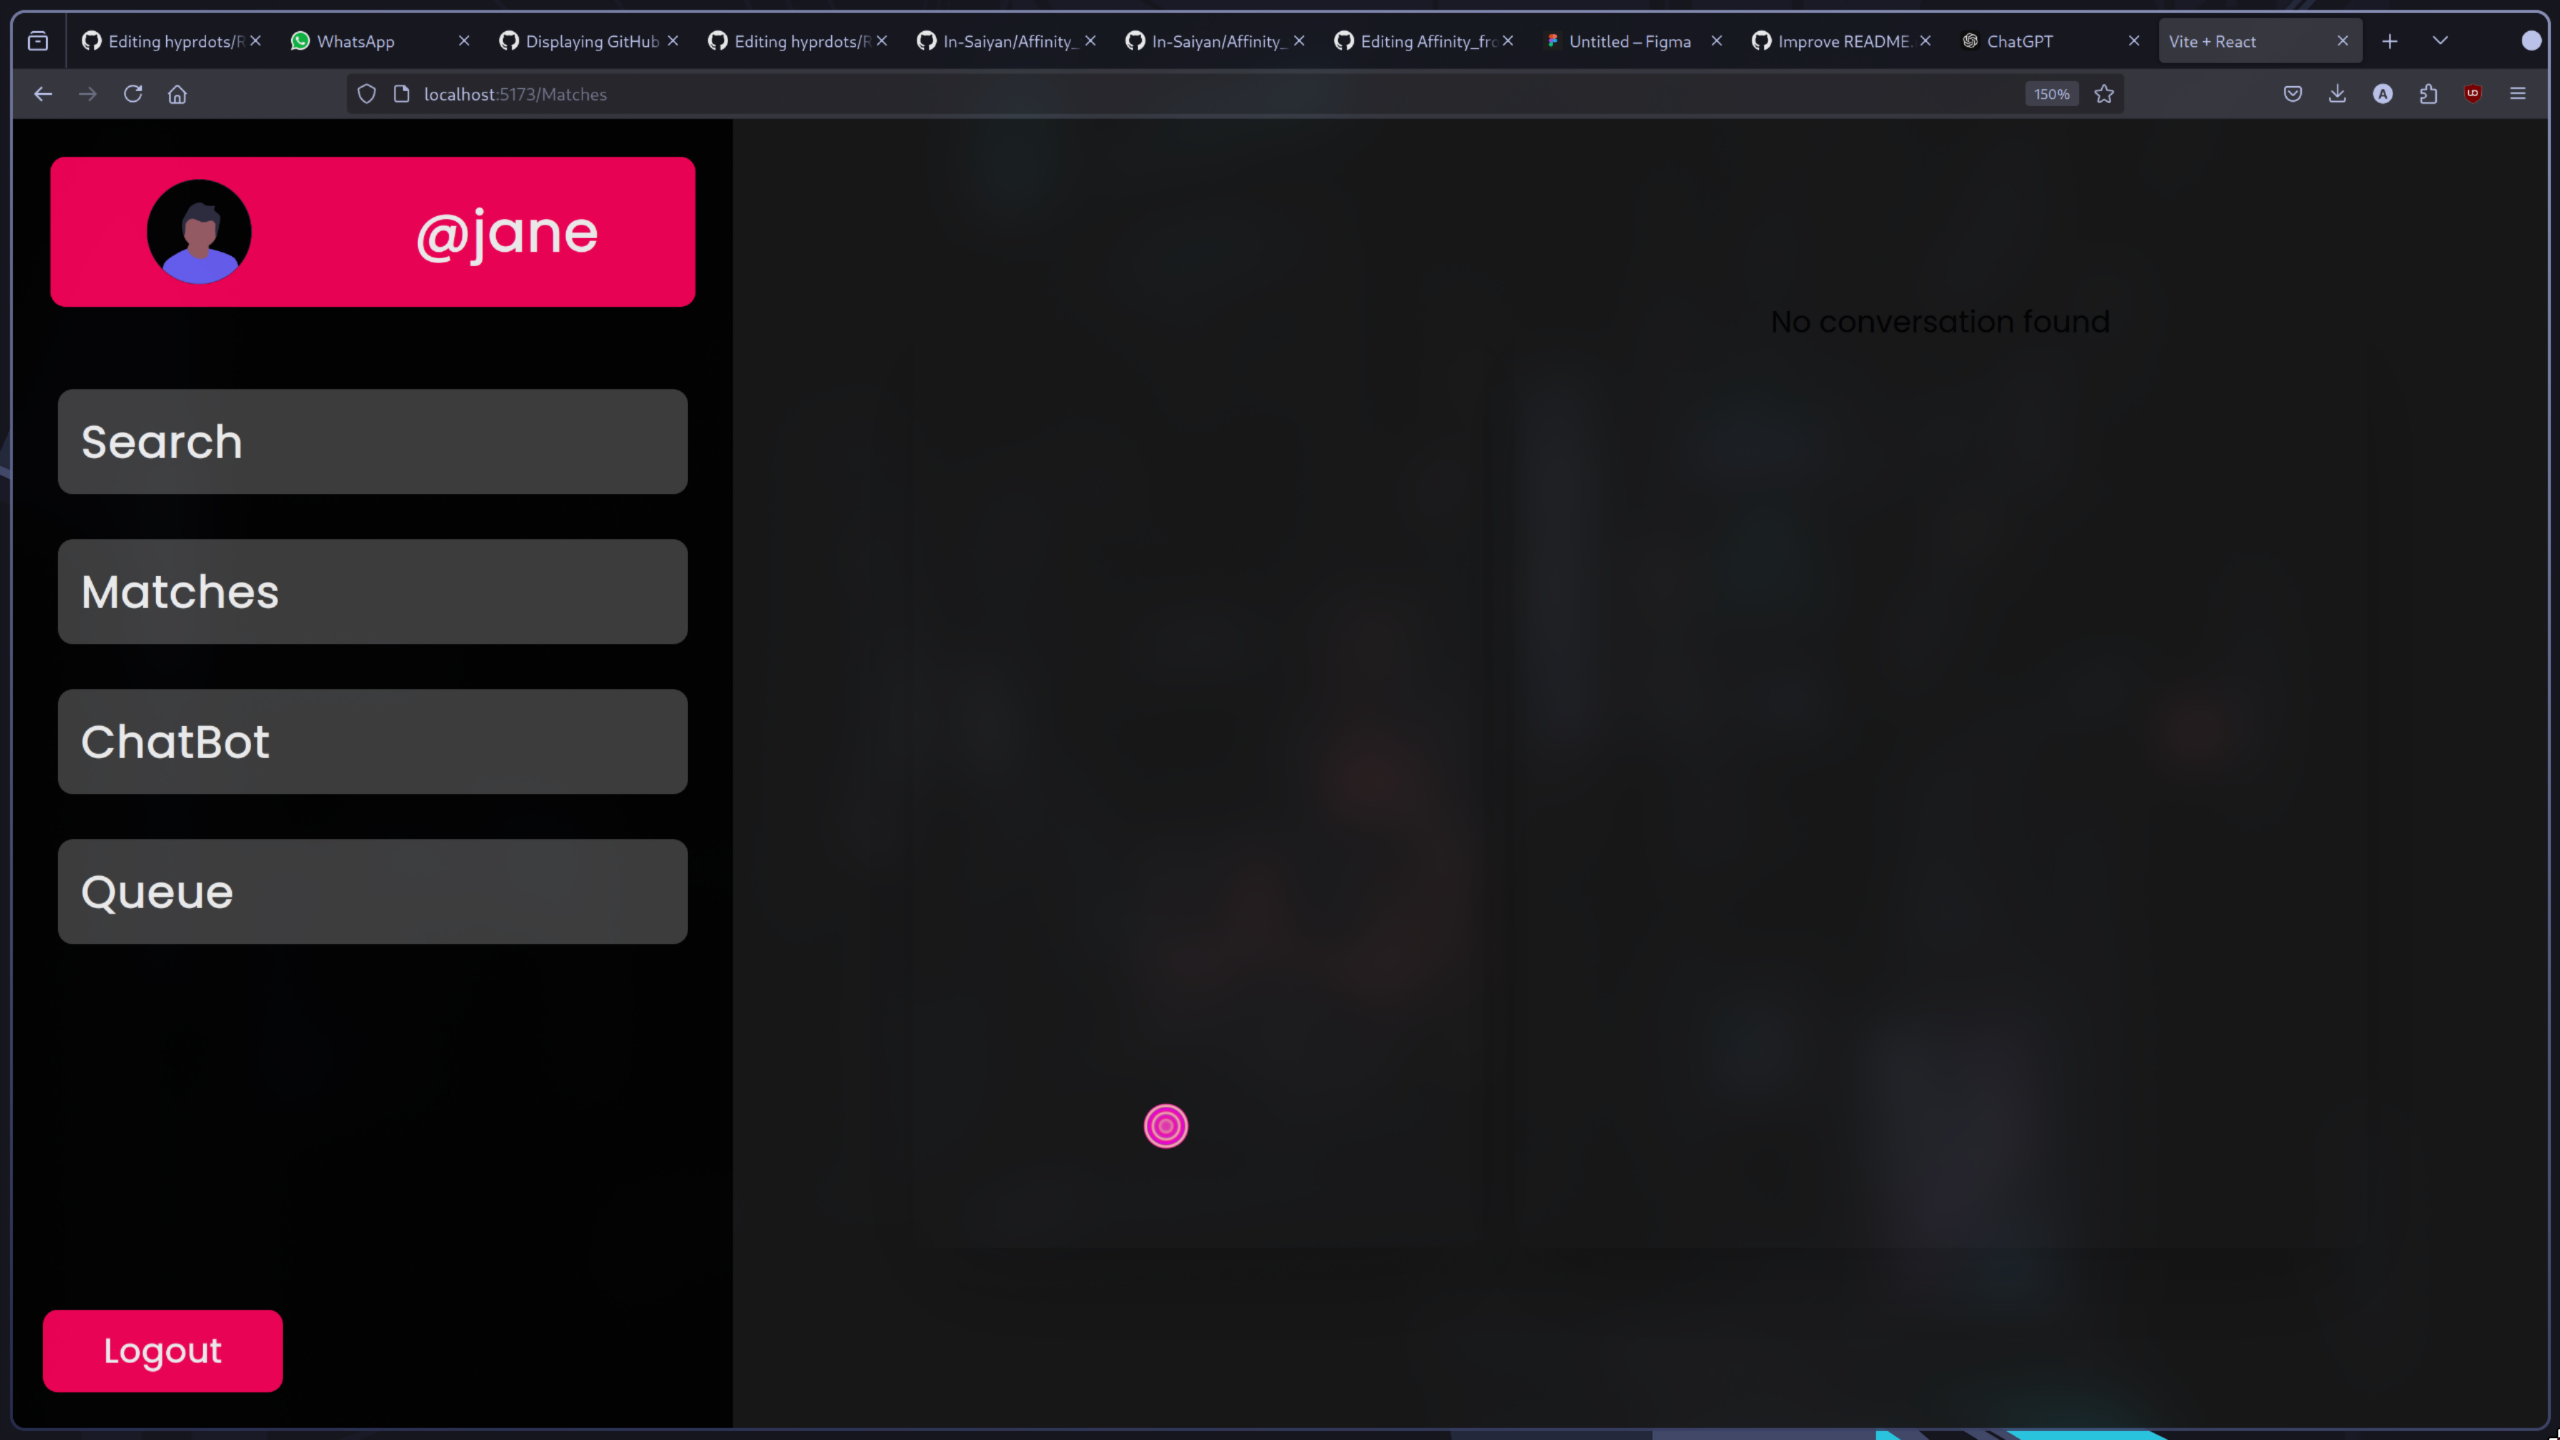 Editing hyprdots/R
WhatsApp
Displaying GitHub
Editing hyprdots/R
In-Saiyan/Affinity_
In-Saiyan/Affinity_
Editing Affinity_fro
Untitled – Figma
Improve README.
ChatGPT
Vite + React
localhost:5173/Matches
150%
A
@jane
No conversation found
Search
Matches
ChatBot
Queue
Logout